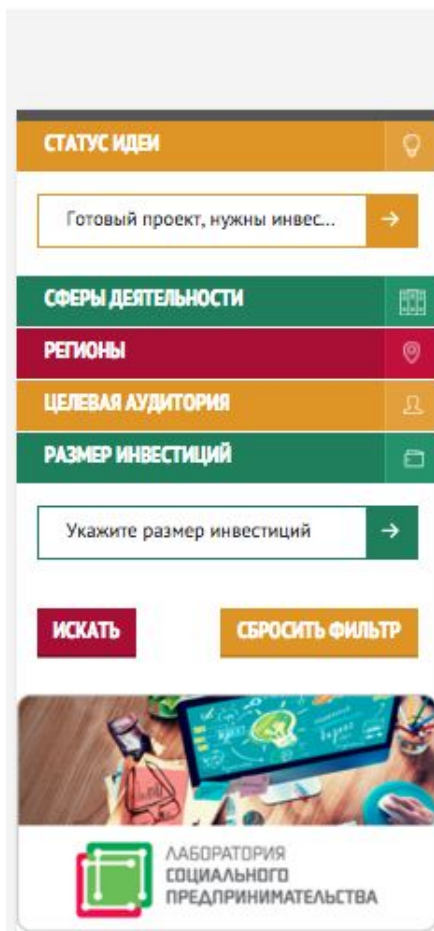 СТАТУС ИДЕИ
Готовый проект, нужны инвес...
СФЕРЫ ДЕЯТЕЛЬНОСТИ
РЕГИОНЫ
ЦЕЛЕВАЯ АУДИТОРИЯ
РАЗМЕР ИНВЕСТИЦИЙ
Укажите размер инвестиций
ИСКАТЬ СБРОСИТЬ ФИЛЬТР
ЛАБОРАТОРИЯ
СОЦИАЛЬНОГО
ПРЕДПРИНИМАТЕЛЬСТВА